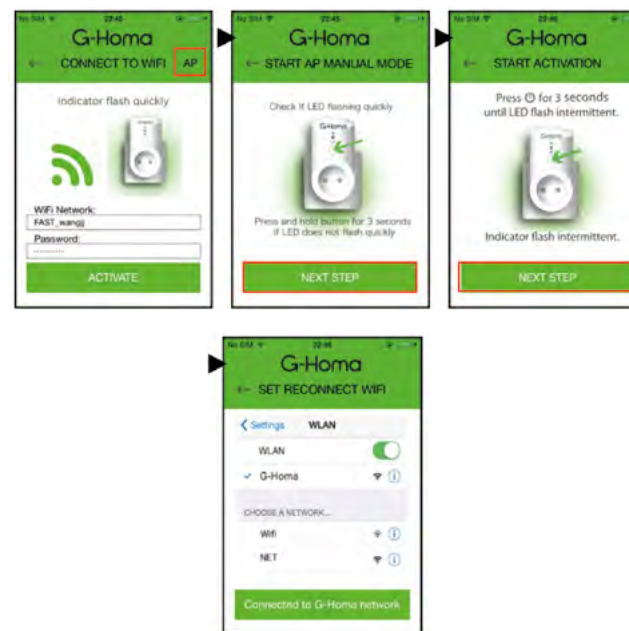 No SIM 22:45
G-Homa
← CONNECT TO WIFI AP
Indicator flash quickly
WiFi Network:
FAST_wangjj
Password:
ACTIVATE
No SIM 22:45
G-Homa
← START AP MANUAL MODE
Check if LED flashing quickly
G-Homa
Press and hold button for 3 seconds
if LED does not flash quickly
NEXT STEP
No SIM
G-Homa
← START ACTIVATION
Press for 3 seconds
until LED flash intermittent.
Indicator flash intermittent.
NEXT STEP
No SIM 22:46
G-Homa
← SET RECONNECT WIFI
Settings WLAN
WLAN
G-Homa
CHOOSE A NETWORK...
Wifi
NET
Connected to G-Homa network